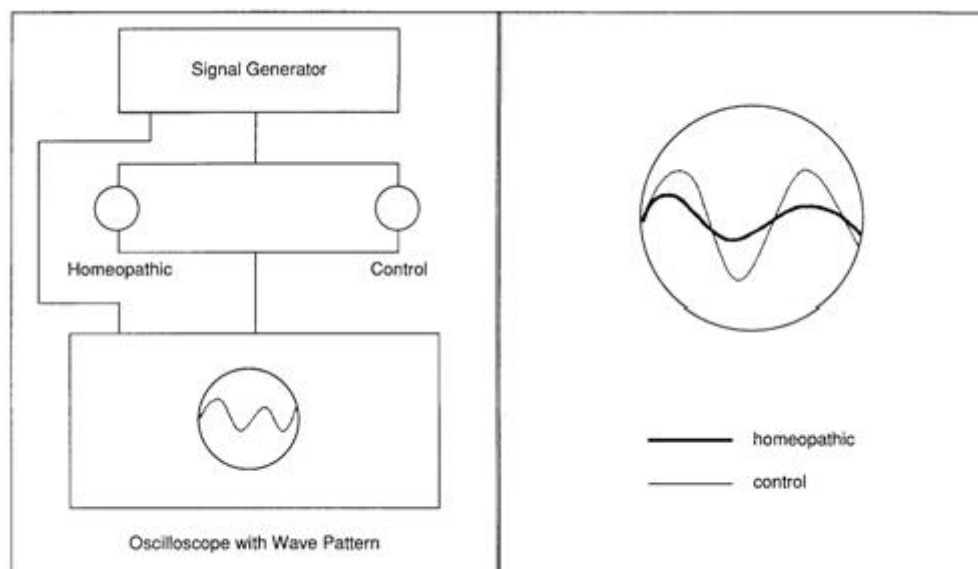 Signal Generator
Homeopathic
Control
Oscilloscope with Wave Pattern
homeopathic
control